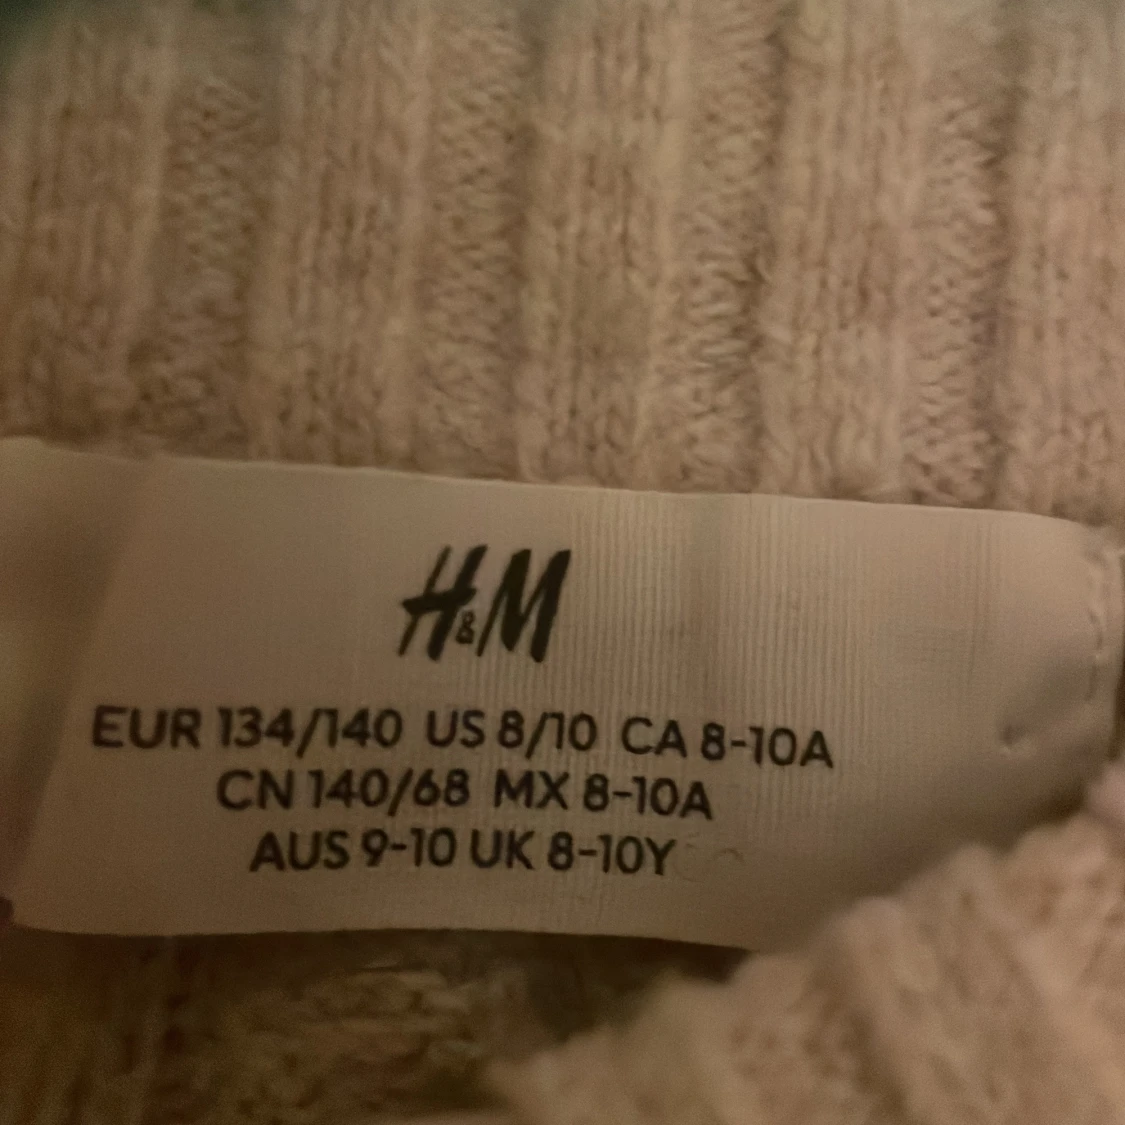 H&M
EUR 134/140 US 8/10 CA 8-10A
CN 140/68 MX 8-10A
AUS 9-10 UK 8-10Y